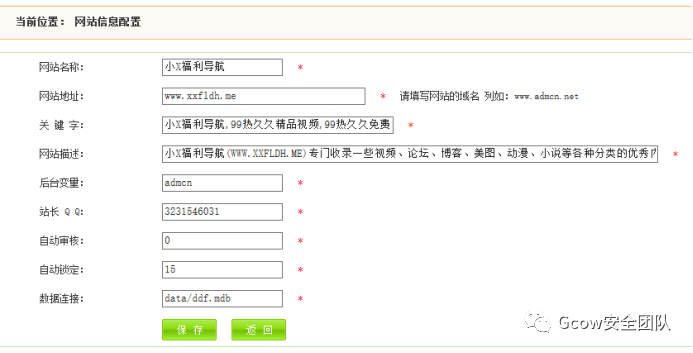 当前位置: 网站信息配置
网站名称: 小X福利导航 *
网站地址: www.xxfldh.me * 请填写网站的域名 列如: www.admcn.net
关 键 字: 小X福利导航,99热久久精品视频,99热久久免费 *
网站描述: 小X福利导航(WWW.XXFLDH.ME)专门收录一些视频、论坛、博客、美图、动漫、小说等各种分类的优秀 *
后台变量: admcn *
站长 Q Q: 3231546031 *
自动审核: 0 *
自动锁定: 15 *
数据连接: data/ddf.mdb *
保 存 返 回
Gcow安全团队